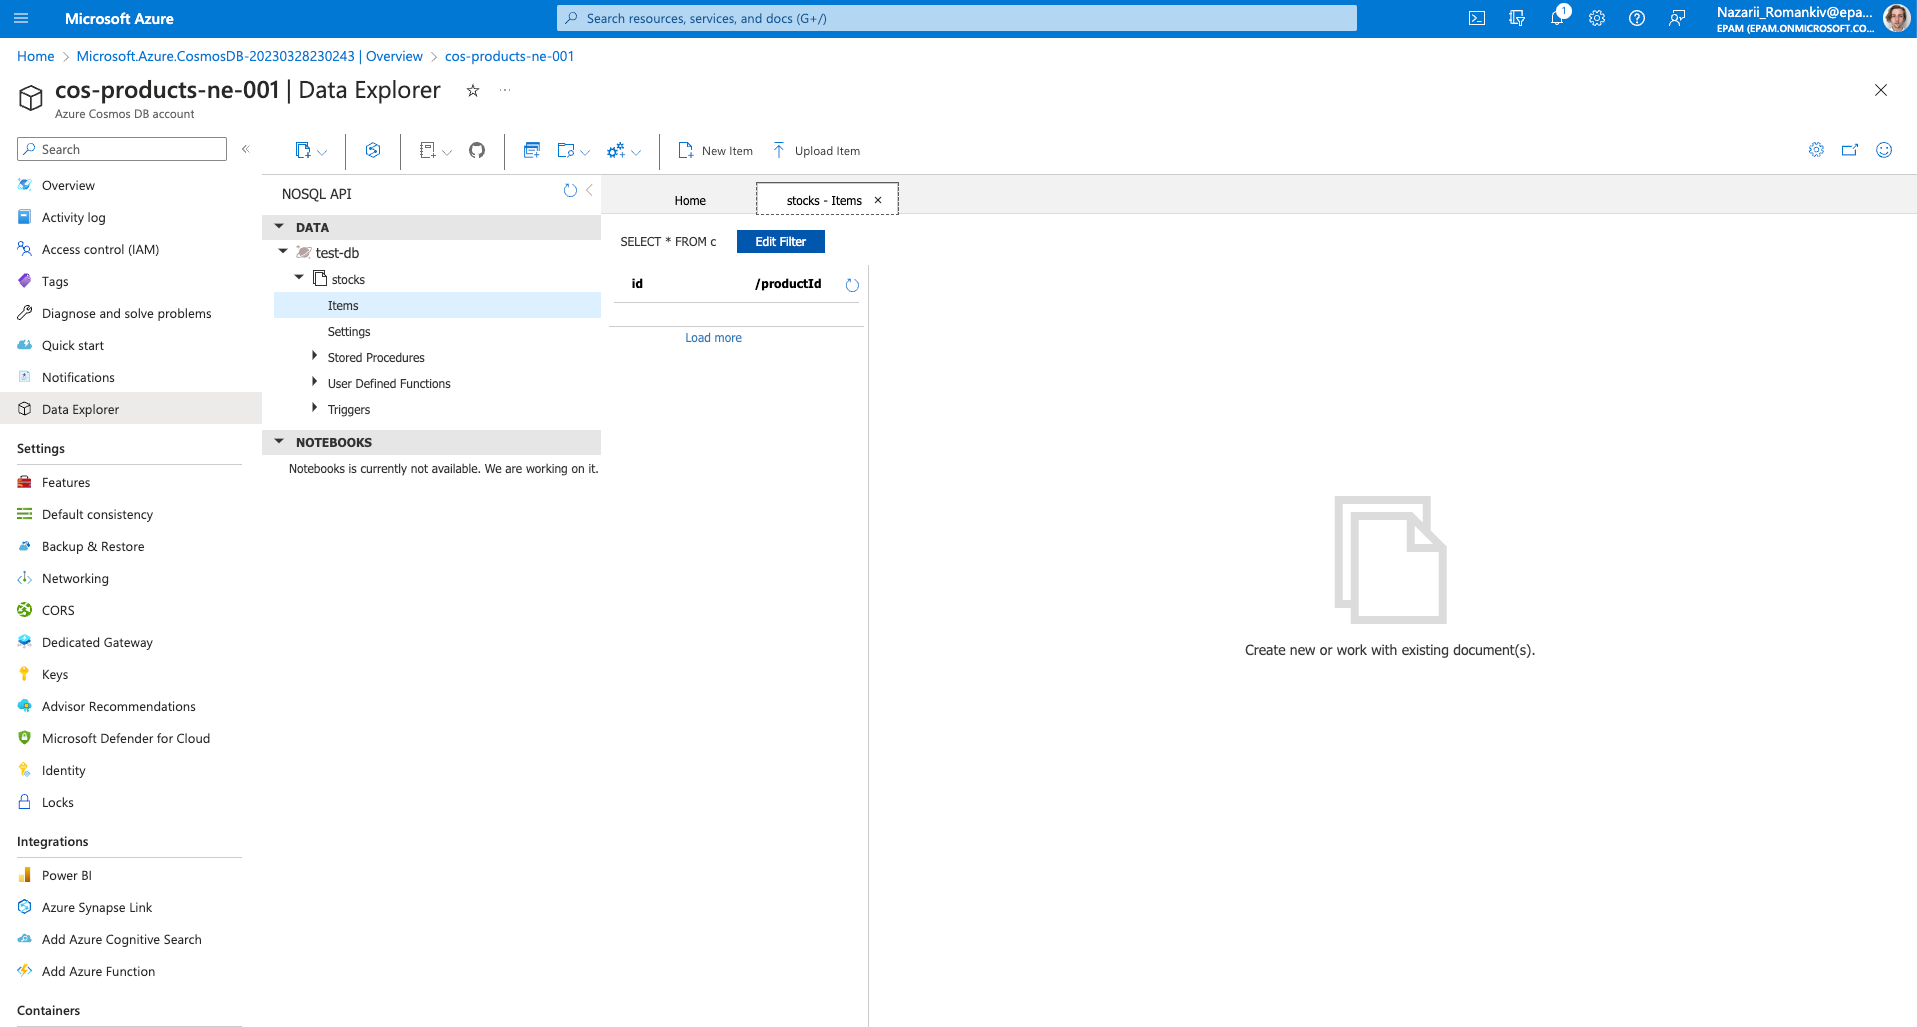 Microsoft Azure
Search resources, services, and docs (G+/)
1
Nazarii_Romankiv@epa...
EPAM (EPAM.ONMICROSOFT.CO...
Home > Microsoft.Azure.CosmosDB-20230328230243 | Overview > cos-products-ne-001
cos-products-ne-001 | Data Explorer
Azure Cosmos DB account
Search
Overview
Activity log
Access control (IAM)
Tags
Diagnose and solve problems
Quick start
Notifications
Data Explorer
Settings
Features
Default consistency
Backup & Restore
Networking
CORS
Dedicated Gateway
Keys
Advisor Recommendations
Microsoft Defender for Cloud
Identity
Locks
Integrations
Power BI
Azure Synapse Link
Add Azure Cognitive Search
Add Azure Function
Containers
New Item
Upload Item
NOSQL API
DATA
test-db
stocks
Items
Settings
Stored Procedures
User Defined Functions
Triggers
NOTEBOOKS
Notebooks is currently not available. We are working on it.
Home
stocks - Items
SELECT * FROM c
Edit Filter
id /productId
Load more
Create new or work with existing document(s).